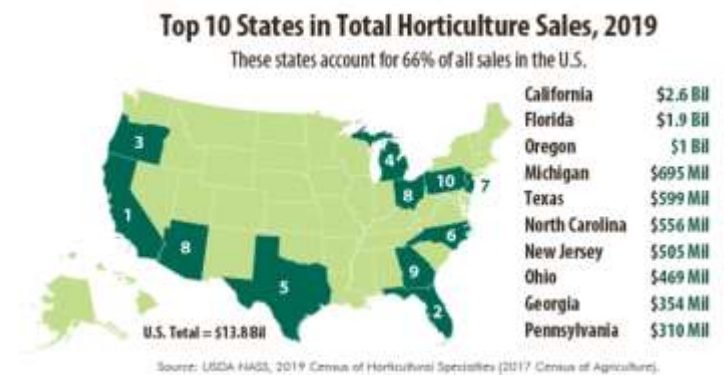 Top 10 States in Total Horticulture Sales, 2019
These states account for 66% of all sales in the U.S.
California $2.6 Bil
Florida $1.9 Bil
Oregon $1 Bil
Michigan $695 Mil
Texas $599 Mil
North Carolina $556 Mil
New Jersey $505 Mil
Ohio $469 Mil
Georgia $354 Mil
Pennsylvania $310 Mil
3
4
10
7
8
1
8
6
9
5
2
U.S. Total = $13.8 Bil
Source: USDA NASS, 2019 Census of Horticultural Specialties (2017 Census of Agriculture).